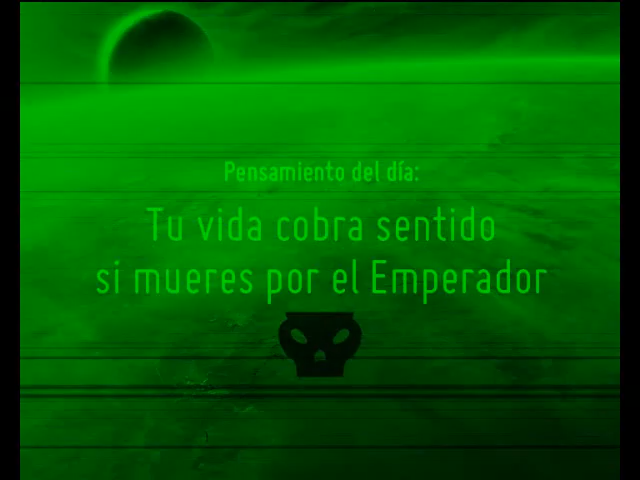 Pensamiento del día:
Tu vida cobra sentido
si mueres por el Emperador